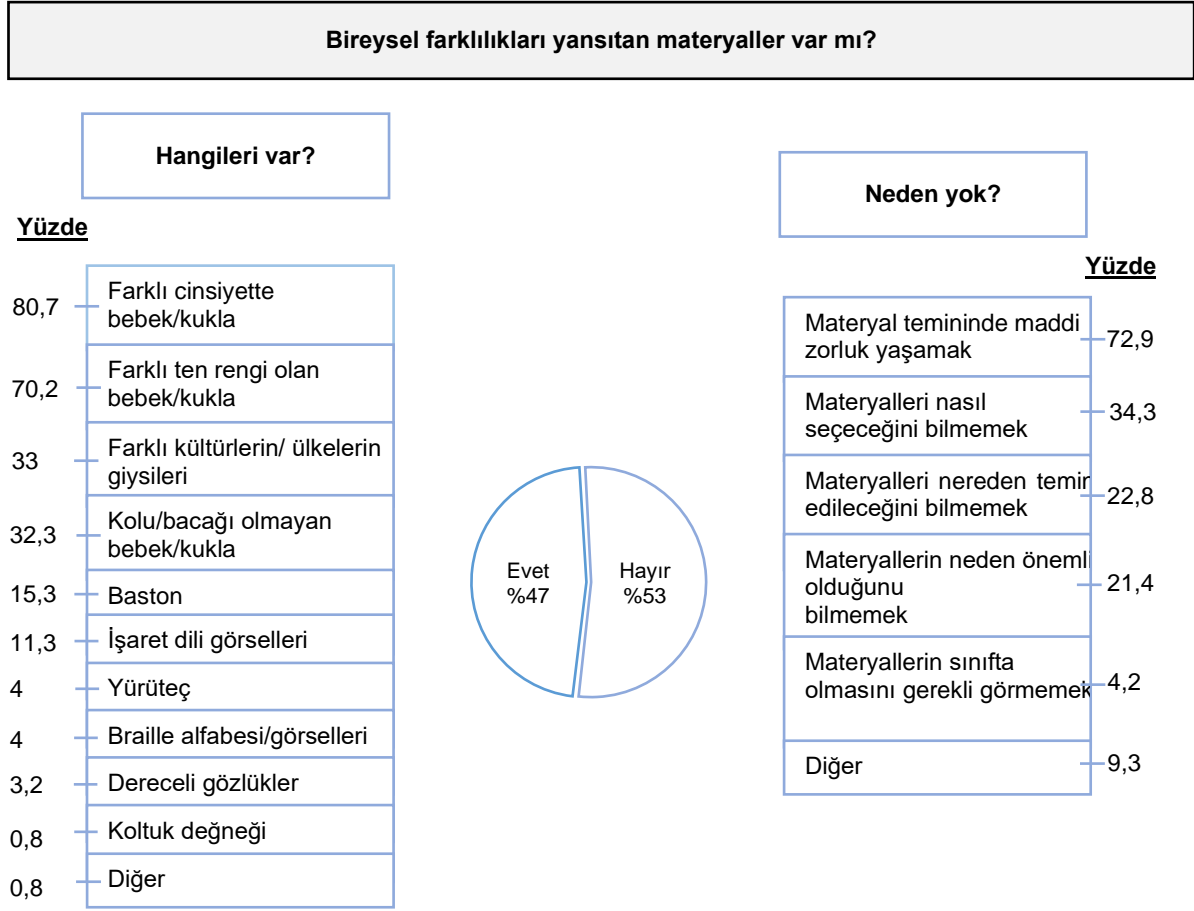 Bireysel farklılıkları yansıtan materyaller var mı?
Hangileri var?
Yüzde
80,7
Farklı cinsiyette
bebek/kukla
70,2
Farklı ten rengi olan
bebek/kukla
33
Farklı kültürlerin/ ülkelerin
giysileri
32,3
Kolu/bacağı olmayan
bebek/kukla
15,3
Baston
11,3
İşaret dili görselleri
4
Yürüteç
4
Braille alfabesi/görselleri
3,2
Dereceli gözlükler
0,8
Koltuk değneği
0,8
Diğer
Evet
%47
Hayır
%53
Neden yok?
Yüzde
Materyal temininde maddi
zorluk yaşamak
72,9
Materyalleri nasıl
seçeceğini bilmemek
34,3
Materyalleri nereden temin
edileceğini bilmemek
22,8
Materyallerin neden önemli
olduğunu
bilmemek
21,4
Materyallerin sınıfta
olmasını gerekli görmemek
4,2
Diğer
9,3